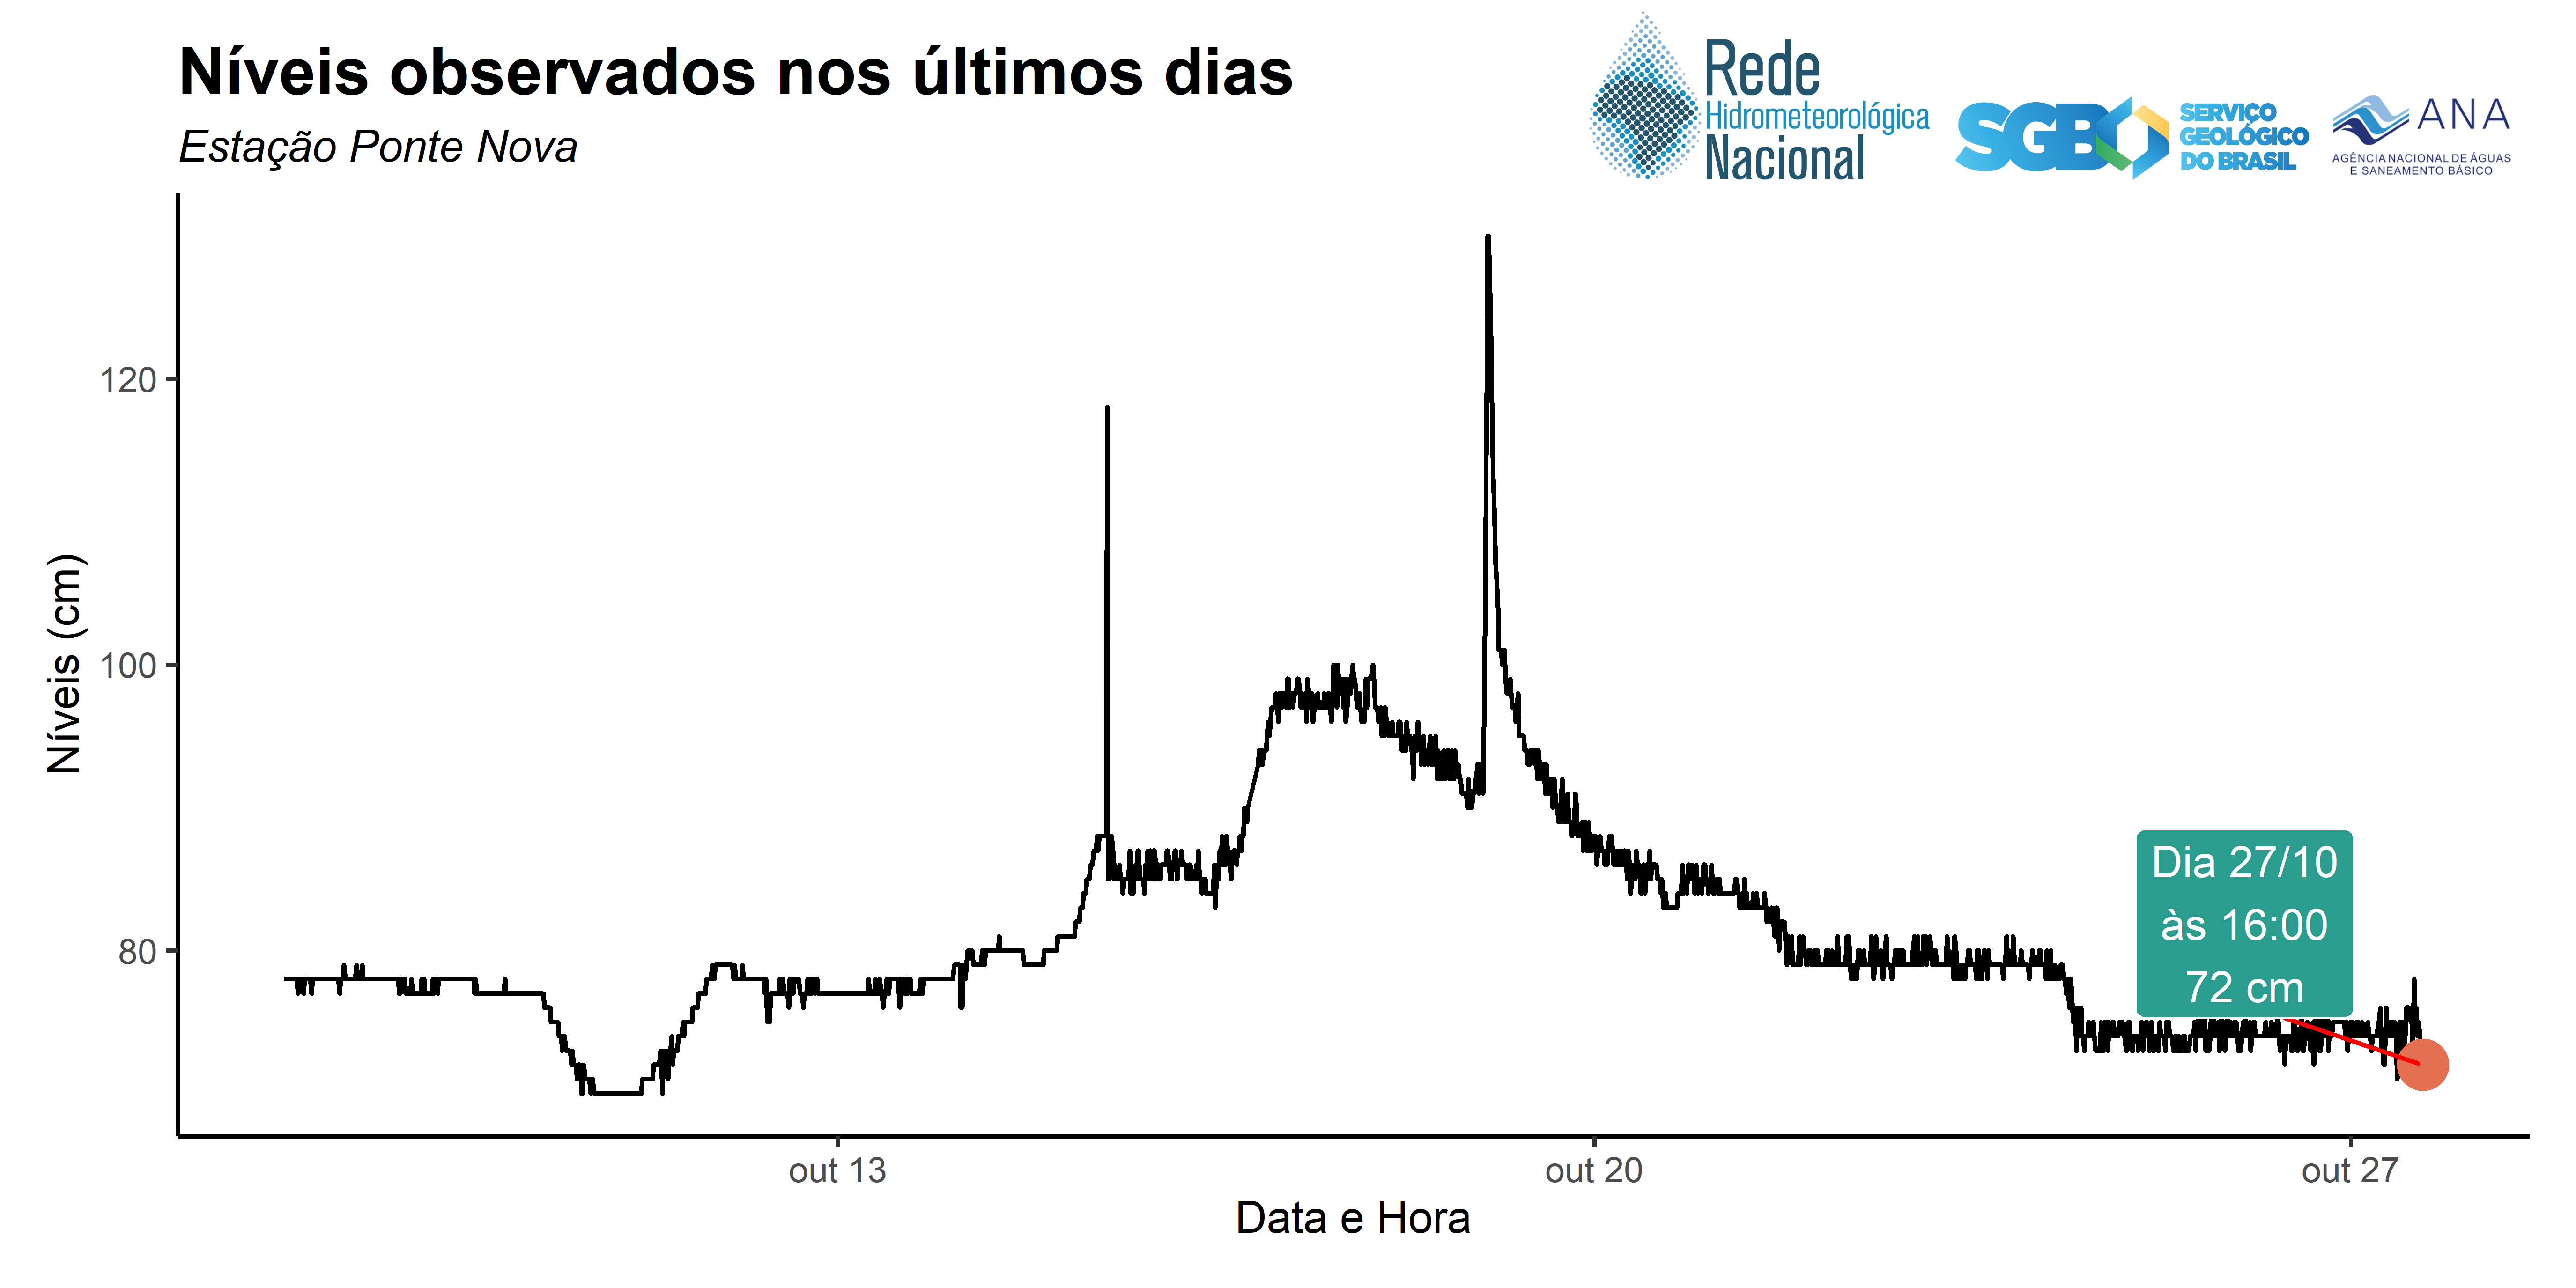 Níveis observados nos últimos dias
Estação Ponte Nova
Rede
Hidrometeorológica
Nacional
SGB
SERVIÇO
GEOLÓGICO
DO BRASIL
ANA
AGÊNCIA NACIONAL DE ÁGUAS
E SANEAMENTO BÁSICO
Níveis (cm)
120
100
80
Dia 27/10
às 16:00
72 cm
out 13
out 20
out 27
Data e Hora